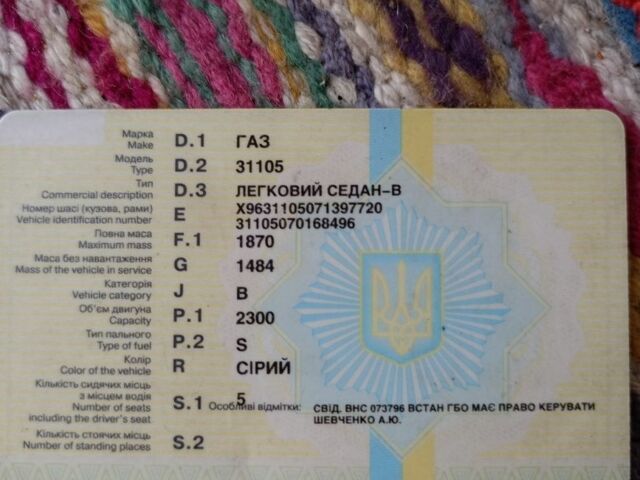 Марка
Make D.1 ГАЗ
Модель
Type D.2 31105
Тип
Commercial description D.3 ЛЕГКОВИЙ СЕДАН-В
Номер шасі (кузова, рами)
Vehicle identification number E X9631105071397720
31105070168496
Повна маса
Maximum mass F.1 1870
Маса без навантаження
Mass of the vehicle in service G 1484
Категорія
Vehicle category J B
Об'єм двигуна
Capacity P.1 2300
Тип пального
Type of fuel P.2 S
Колір
Color of the vehicle R СІРИЙ
Кількість сидячих місць
з місцем водія
Number of seats
including the driver's seat S.1 5
Особливі відмітки: СВІД. ВНС 073796 ВСТАН ГБО МАЄ ПРАВО КЕРУВАТИ
ШЕВЧЕНКО А.Ю.
Кількість стоячих місць
Number of standing places S.2